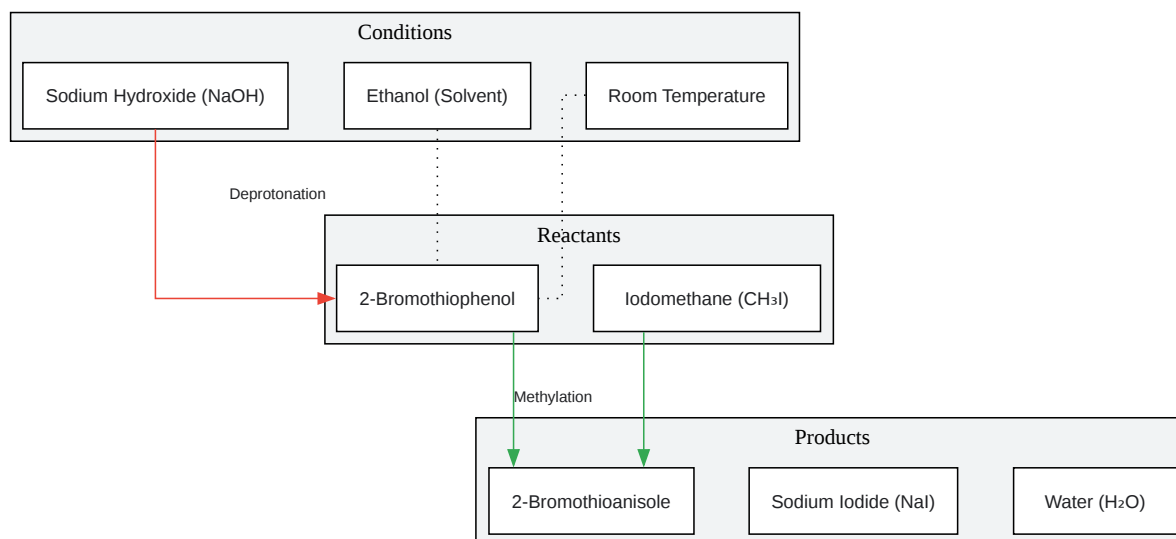 Conditions
Sodium Hydroxide (NaOH)
Ethanol (Solvent)
Room Temperature
Deprotonation
Reactants
2-Bromothiophenol
Iodomethane (CH₃I)
Methylation
Products
2-Bromothioanisole
Sodium Iodide (NaI)
Water (H₂O)